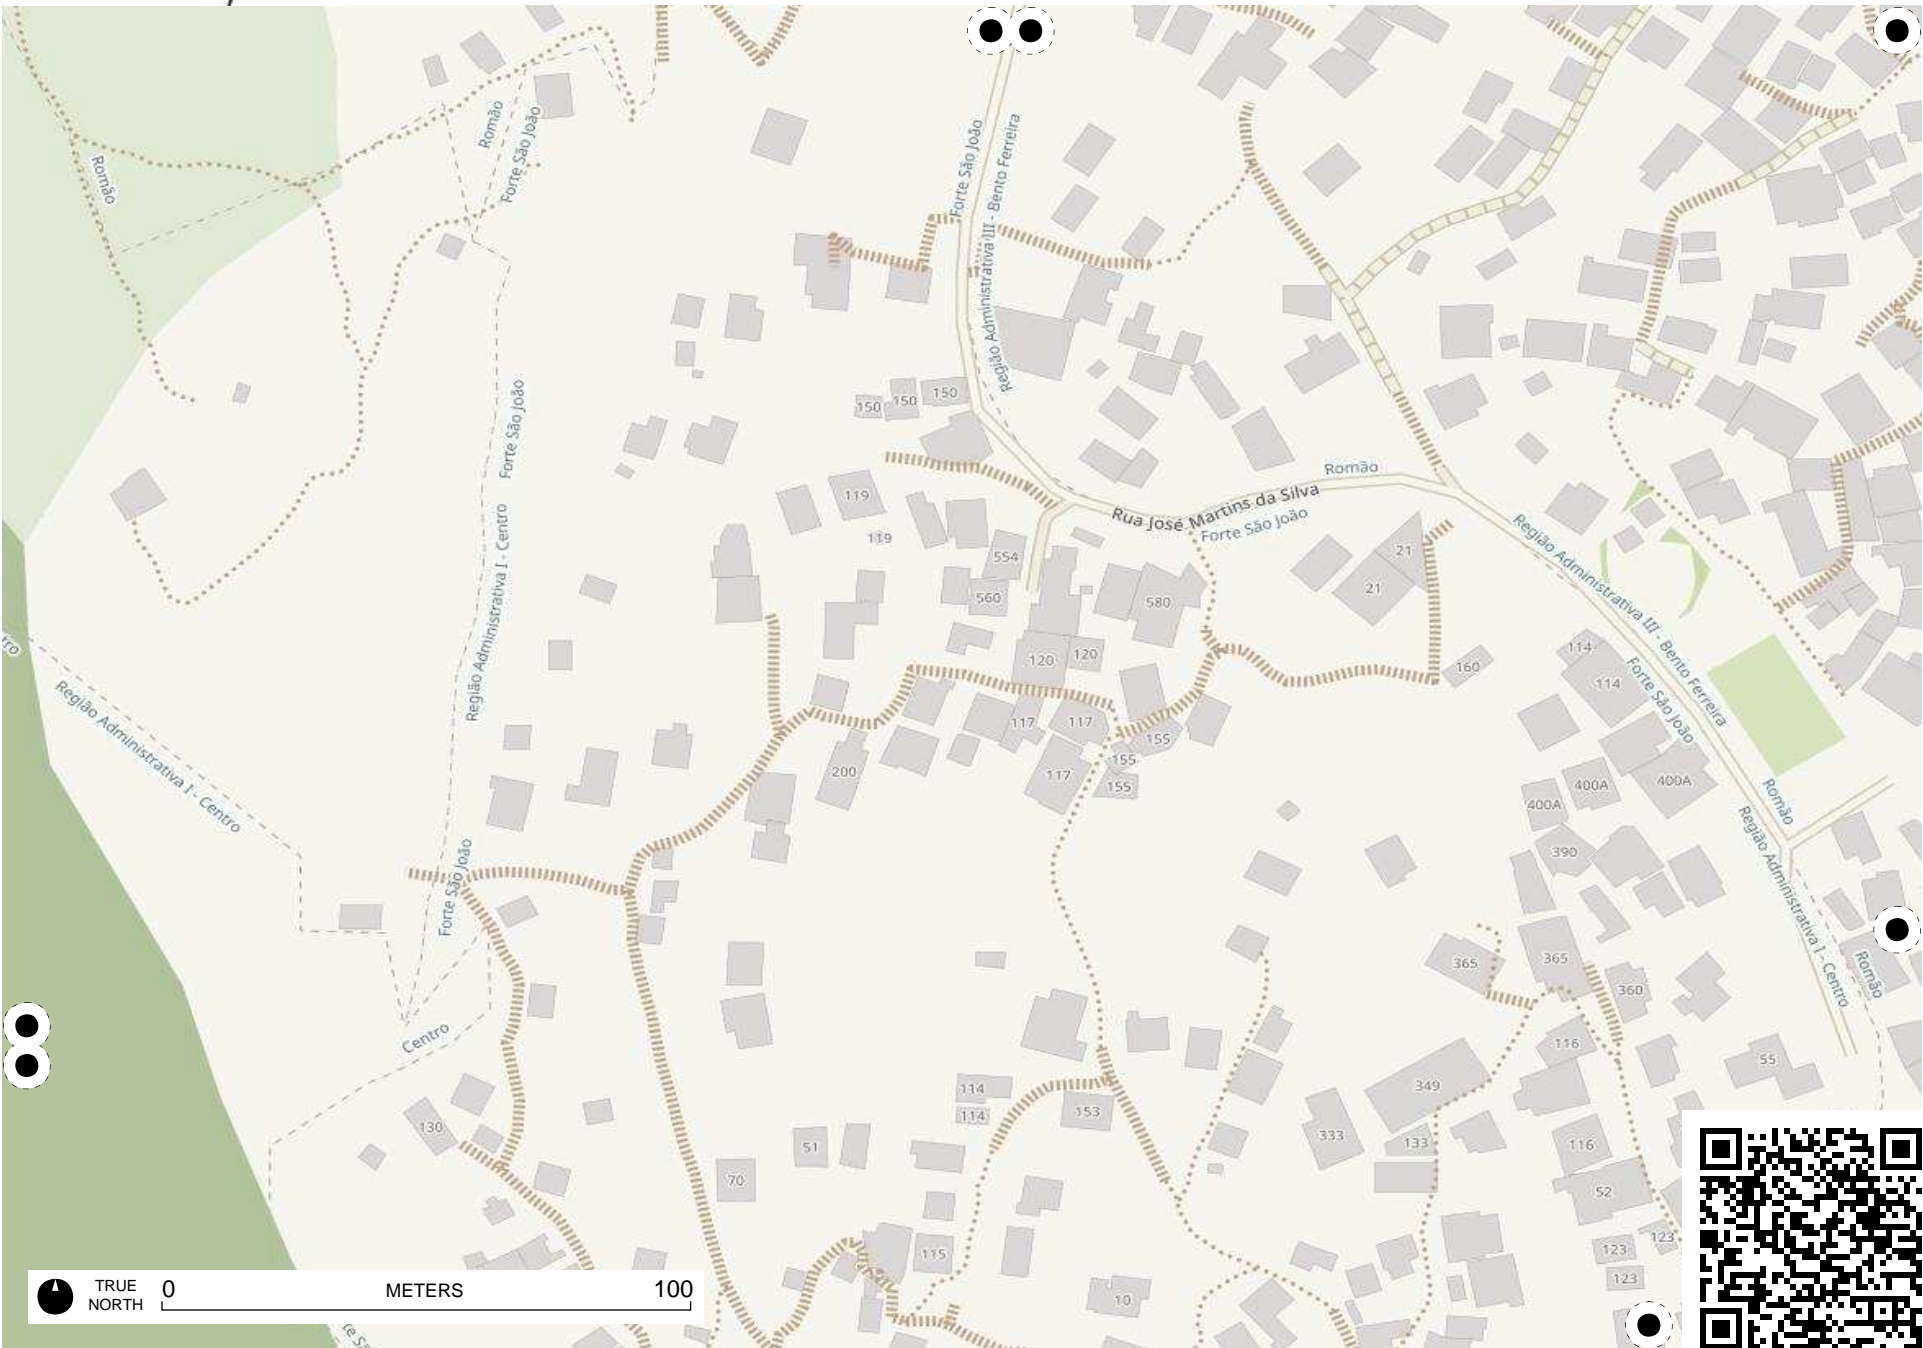 Romão
Forte São João
Forte São João
Região Administrativa III - Bento Ferreira
Romão
Forte São João
150
150
150
Romão
Rua José Martins da Silva
Forte São João
119
119
554
560
580
21
21
Região Administrativa I - Centro
Região Administrativa III - Bento Ferreira
Forte São João
tro
120
120
160
114
114
Região Administrativa I - Centro
117
117
117
155
155
155
200
400A
400A
400A
Romão
390
Forte São João
Região Administrativa I - Centro
365
365
360
Romão
Centro
116
55
349
114
114
153
130
51
333
133
116
70
52
115
123
123
123
10
TRUE
NORTH
0
METERS
100
te Sã